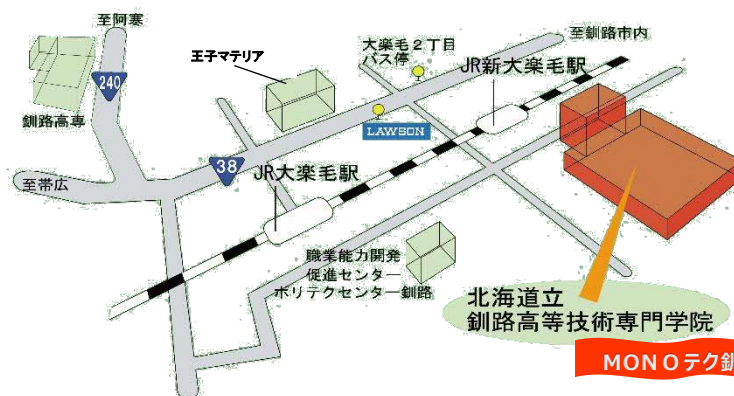 至阿寒
240
釧路高専
王子マテリア
大楽毛2丁目
バス停
至釧路市内
JR新大楽毛駅
LAWSON
38
至帯広
JR大楽毛駅
職業能力開発
促進センター
ポリテクセンター釧路
北海道立
釧路高等技術専門学院
MONOテク釧